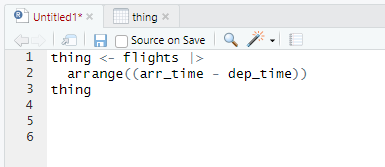 Untitled1* thing
Source on Save
1 thing <- flights |>
2 arrange((arr_time - dep_time))
3 thing
4
5
6